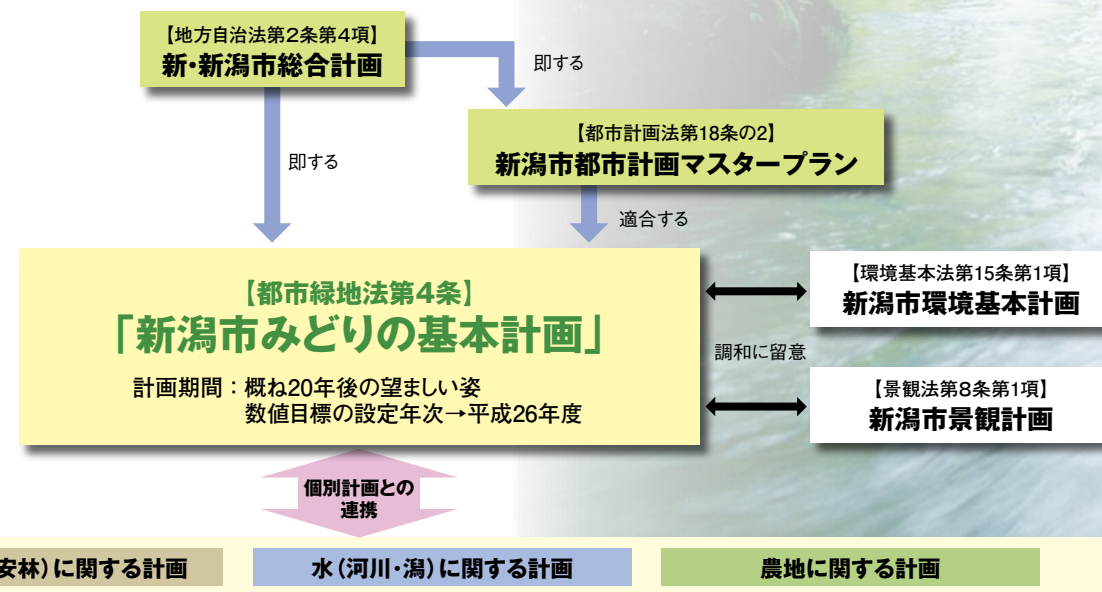 【地方自治法第2条第4項】
新・新潟市総合計画
即する
【都市計画法第18条の2】
新潟市都市計画マスタープラン
即する
適合する
【都市緑地法第4条】
「新潟市みどりの基本計画」
計画期間：概ね20年後の望ましい姿
数値目標の設定年次→平成26年度
【環境基本法第15条第1項】
新潟市環境基本計画
調和に留意
【景観法第8条第1項】
新潟市景観計画
個別計画との
連携
安林）に関する計画
水（河川・潟）に関する計画
農地に関する計画